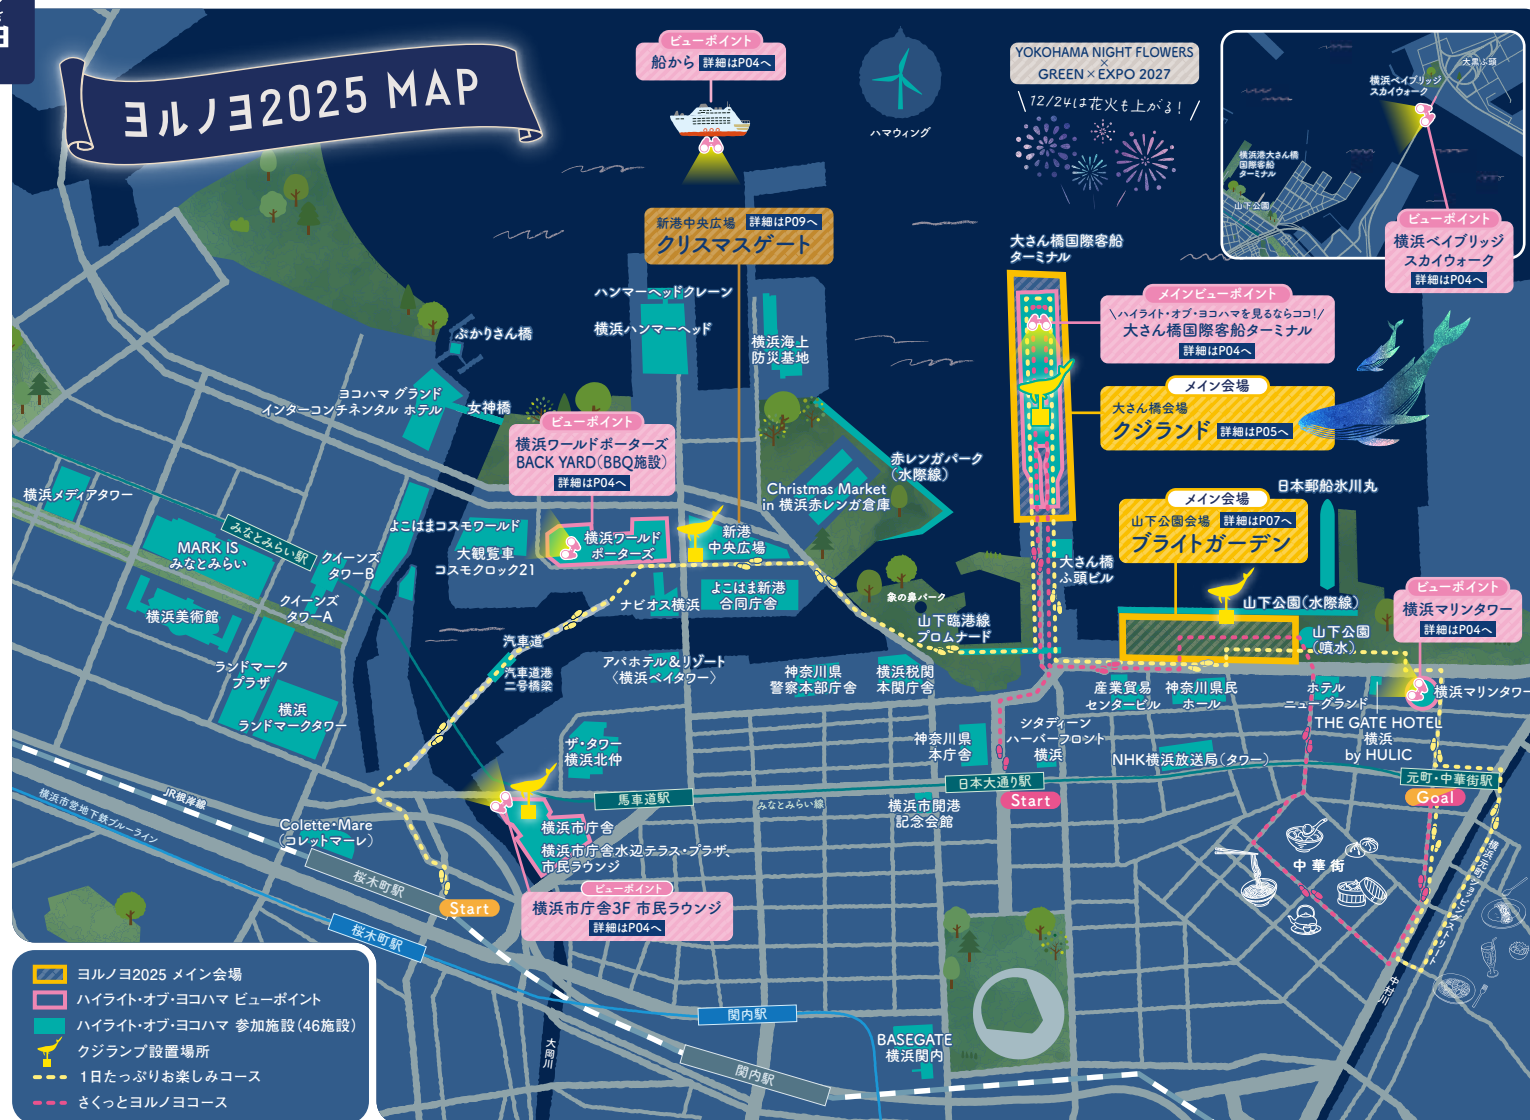 ヨルノヨ2025 MAP
ビューポイント
船から 詳細はP04へ
ハマウィング
YOKOHAMA NIGHT FLOWERS
×
GREEN×EXPO 2027
12/24は花火も上がる!
大黒ふ頭
横浜ベイブリッジ
スカイウォーク
横浜港大さん橋
国際客船
ターミナル
山下公園
ビューポイント
横浜ベイブリッジ
スカイウォーク
詳細はP04へ
新港中央広場 詳細はP09へ
クリスマスゲート
大さん橋国際客船
ターミナル
メインビューポイント
\ハイライト・オブ・ヨコハマを見るならココ!/
大さん橋国際客船ターミナル
詳細はP04へ
メイン会場
大さん橋会場
クジランド 詳細はP05へ
ハンマーヘッドクレーン
横浜ハンマーヘッド
横浜海上
防災基地
ぷかりさん橋
ヨコハマ グランド
インターコンチネンタル ホテル
女神橋
ビューポイント
横浜ワールドポーターズ
BACK YARD(BBQ施設)
詳細はP04へ
赤レンガパーク
(水際線)
Christmas Market
in 横浜赤レンガ倉庫
メイン会場
山下公園会場 詳細はP07へ
ブライトガーデン
日本郵船氷川丸
横浜メディアタワー
みなとみらい駅
MARK IS
みなとみらい
クイーンズ
タワーB
クイーンズ
タワーA
横浜美術館
ランドマーク
プラザ
横浜
ランドマークタワー
よこはまコスモワールド
大観覧車
コスモクロック21
横浜ワールド
ポーターズ
新港
中央広場
ナビオス横浜
よこはま新港
合同庁舎
象の鼻パーク
山下臨港線
プロムナード
大さん橋
ふ頭ビル
山下公園(水際線)
山下公園
(噴水)
ビューポイント
横浜マリンタワー
詳細はP04へ
横浜マリンタワー
汽車道
汽車道港
二号橋梁
アパホテル&リゾート
〈横浜ベイタワー〉
神奈川県
警察本部庁舎
横浜税関
本関庁舎
産業貿易
センタービル
神奈川県民
ホール
ホテル
ニューグランド
THE GATE HOTEL
横浜
by HULIC
ザ・タワー
横浜北仲
神奈川県
本庁舎
シタディーン
ハーバーフロント
横浜
NHK横浜放送局(タワー)
馬車道駅
みなとみらい線
日本大通り駅
Start
元町・中華街駅
Goal
横浜市開港
記念会館
横浜市庁舎
横浜市庁舎水辺テラス・プラザ、
市民ラウンジ
ビューポイント
横浜市庁舎3F 市民ラウンジ
詳細はP04へ
JR根岸線
横浜市営地下鉄ブルーライン
Colette・Mare
(コレットマーレ)
桜木町駅
Start
桜木町駅
中華街
横浜元町ショッピングストリート
中村川
大岡川
関内駅
関内駅
BASEGATE
横浜関内
ヨルノヨ2025 メイン会場
ハイライト・オブ・ヨコハマ ビューポイント
ハイライト・オブ・ヨコハマ 参加施設(46施設)
クジランプ設置場所
1日たっぷりお楽しみコース
さくっとヨルノヨコース